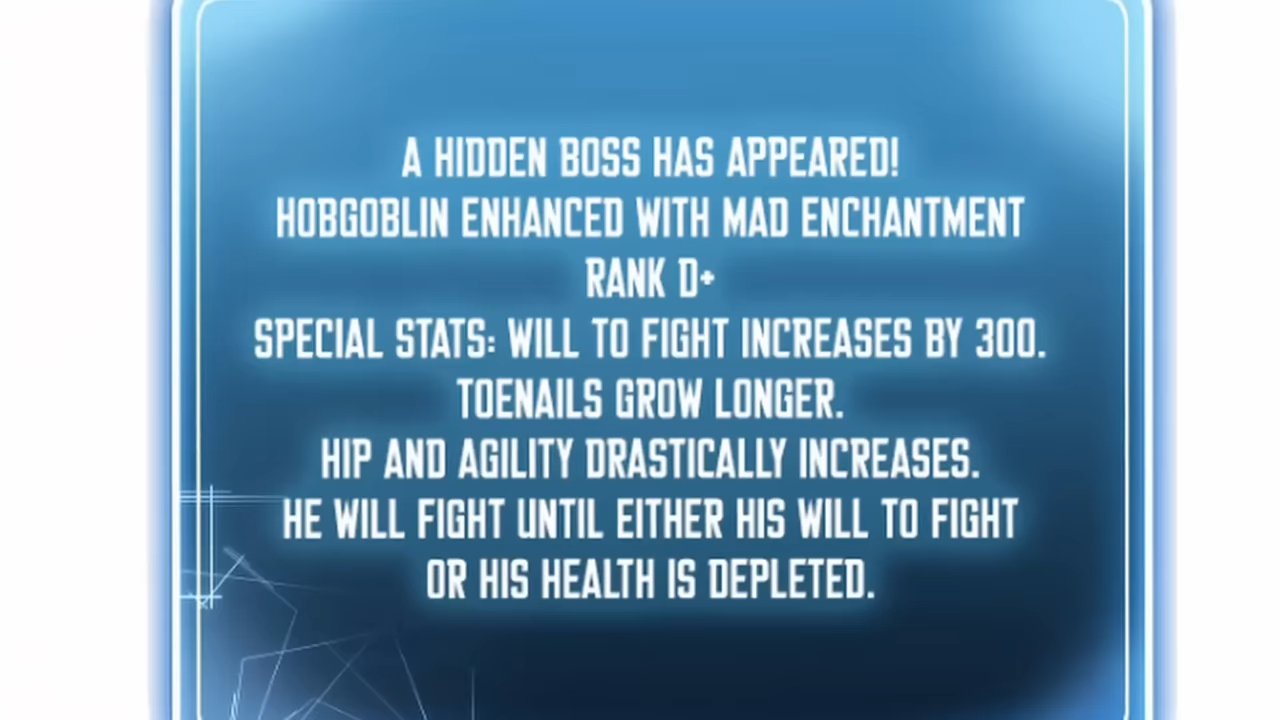 A HIDDEN BOSS HAS APPEARED!
HOBGOBLIN ENHANCED WITH MAD ENCHANTMENT
RANK D+
SPECIAL STATS: WILL TO FIGHT INCREASES BY 300.
TOENAILS GROW LONGER.
HIP AND AGILITY DRASTICALLY INCREASES.
HE WILL FIGHT UNTIL EITHER HIS WILL TO FIGHT
OR HIS HEALTH IS DEPLETED.